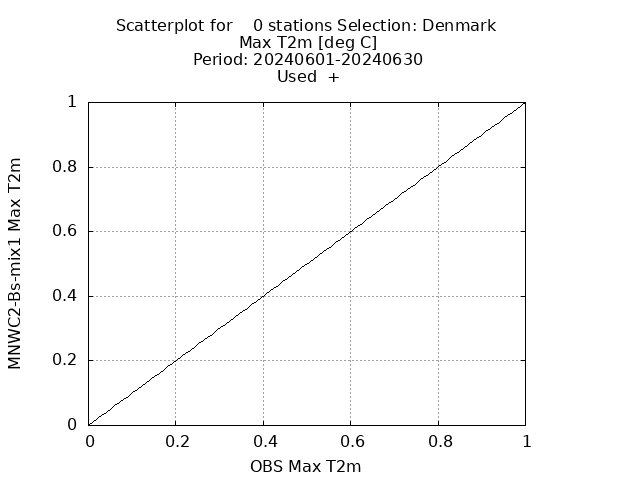 Scatterplot for    0 stations Selection: Denmark
Max T2m [deg C]
Period: 20240601-20240630
Used  +
1
0.8
0.6
0.4
0.2
0
0
0.2
0.4
0.6
0.8
1
MNWC2-Bs-mix1 Max T2m
OBS Max T2m